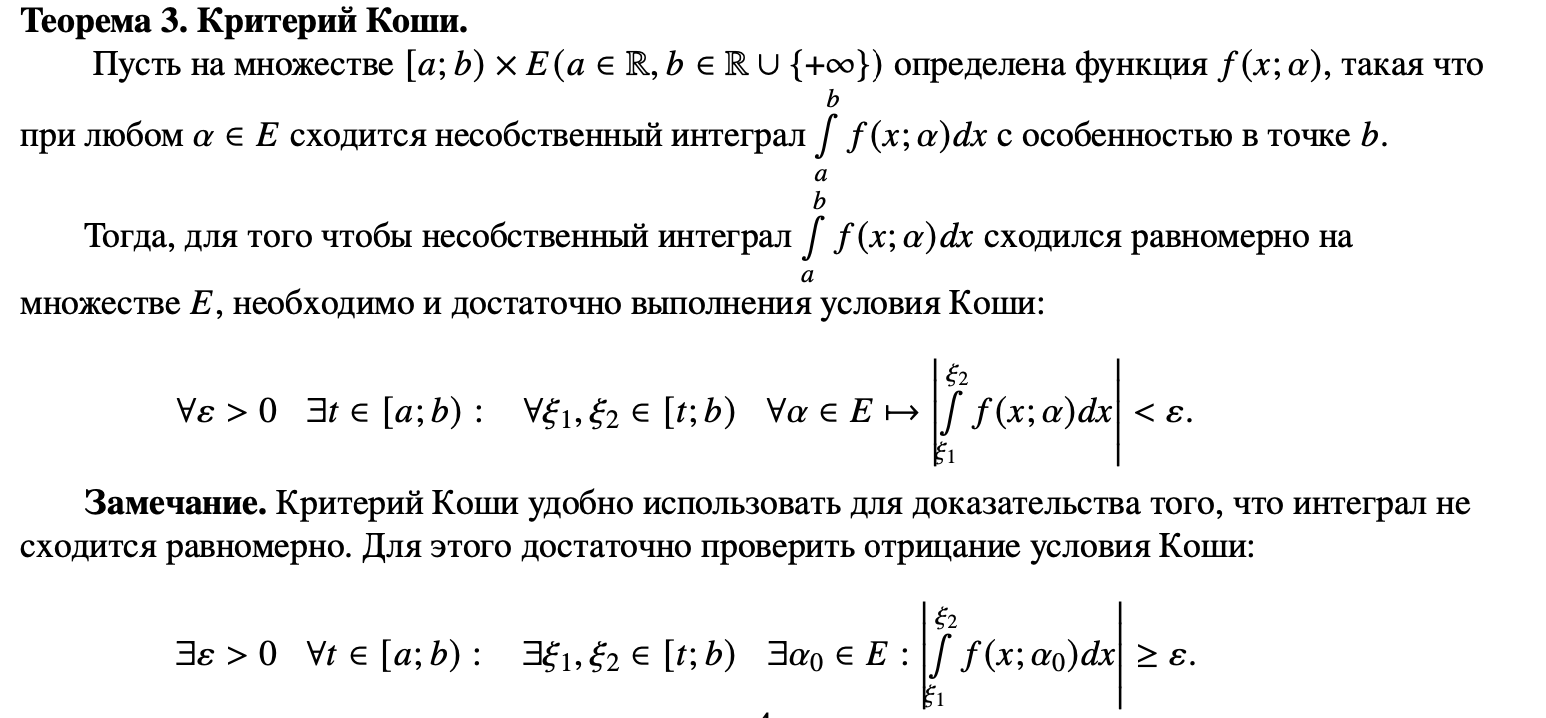 Теорема 3. Критерий Коши.
Пусть на множестве [a; b) × E(a ∈ ℝ, b ∈ ℝ ∪ {+∞}) определена функция f(x; α), такая что
при любом α ∈ E сходится несобственный интеграл ∫_a^b f(x; α)dx с особенностью в точке b.
Тогда, для того чтобы несобственный интеграл ∫_a^b f(x; α)dx сходился равномерно на
множестве E, необходимо и достаточно выполнения условия Коши:
∀ε > 0 ∃t ∈ [a; b) : ∀ξ₁, ξ₂ ∈ [t; b) ∀α ∈ E ↦ |∫_{ξ₁}^{ξ₂} f(x; α)dx| < ε.
Замечание. Критерий Коши удобно использовать для доказательства того, что интеграл не
сходится равномерно. Для этого достаточно проверить отрицание условия Коши:
∃ε > 0 ∀t ∈ [a; b) : ∃ξ₁, ξ₂ ∈ [t; b) ∃α₀ ∈ E : |∫_{ξ₁}^{ξ₂} f(x; α₀)dx| ≥ ε.